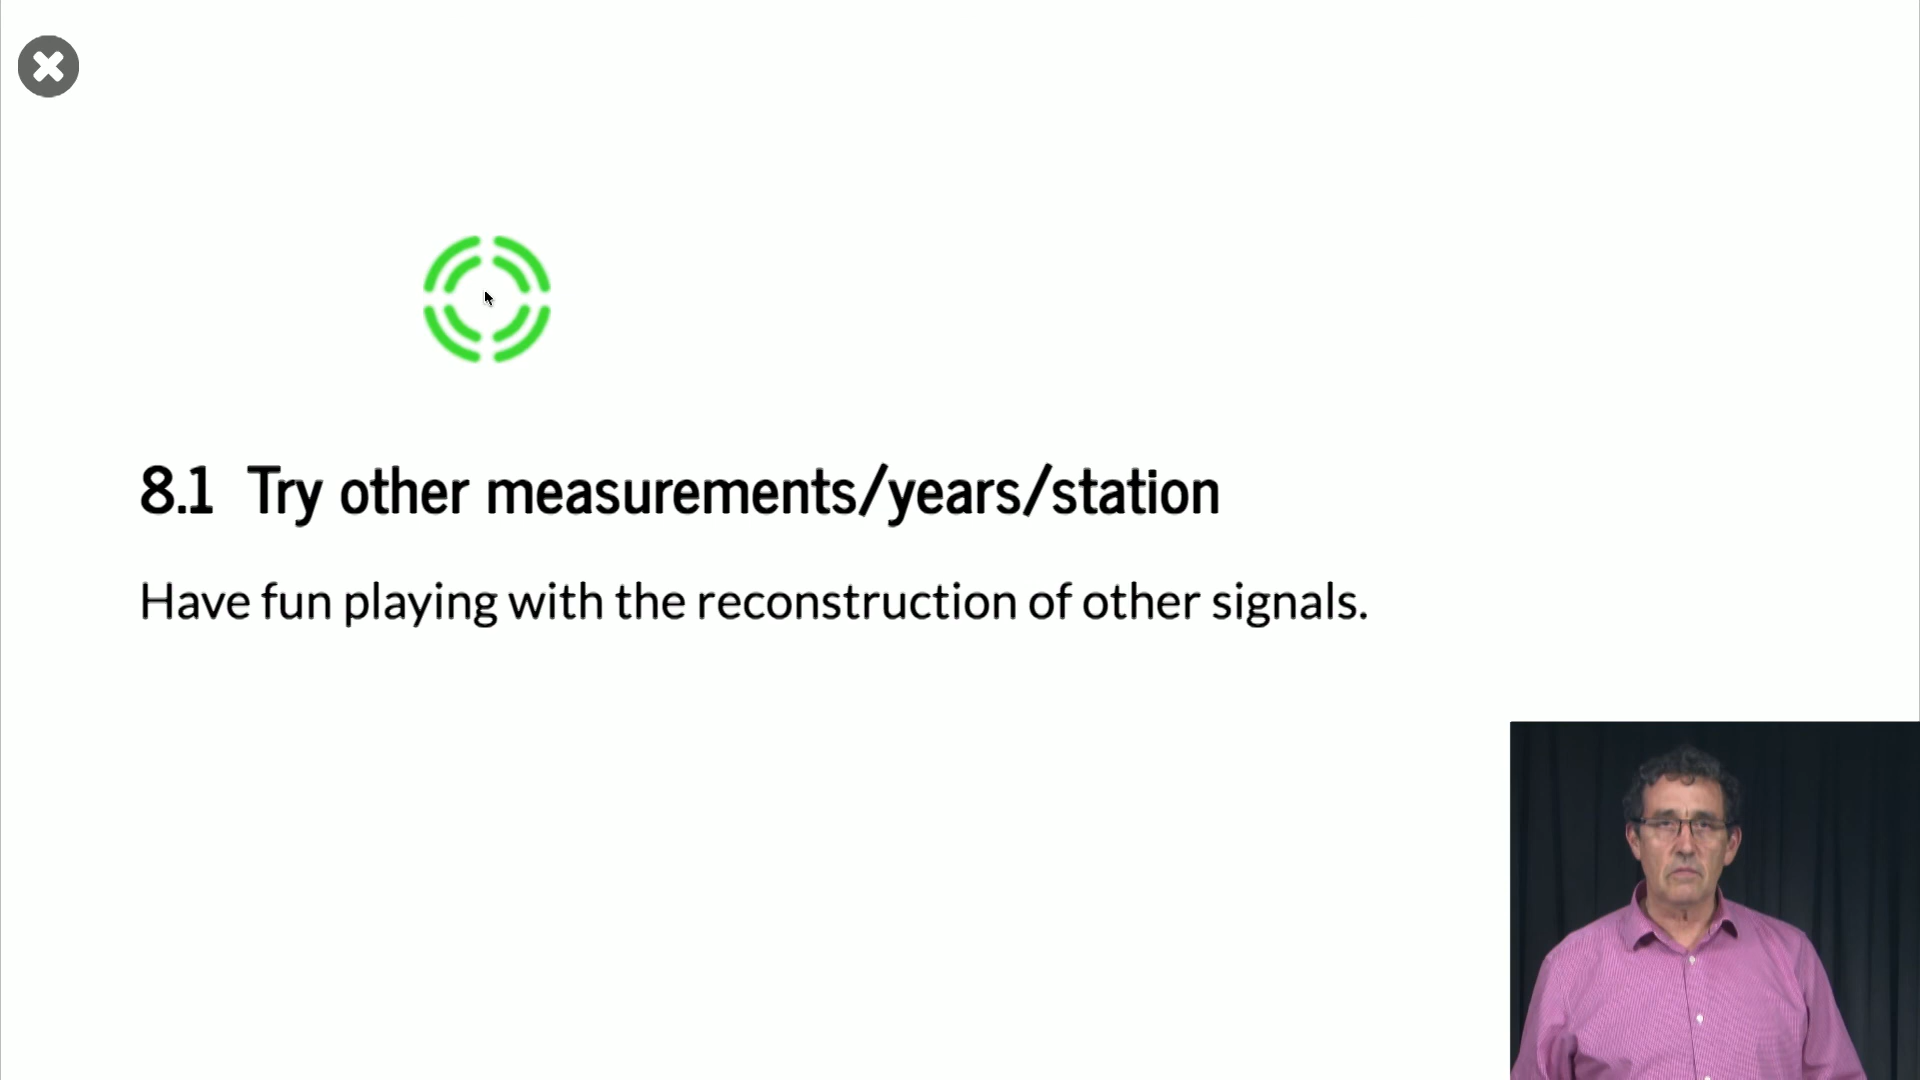 8.1 Try other measurements/years/station
Have fun playing with the reconstruction of other signals.